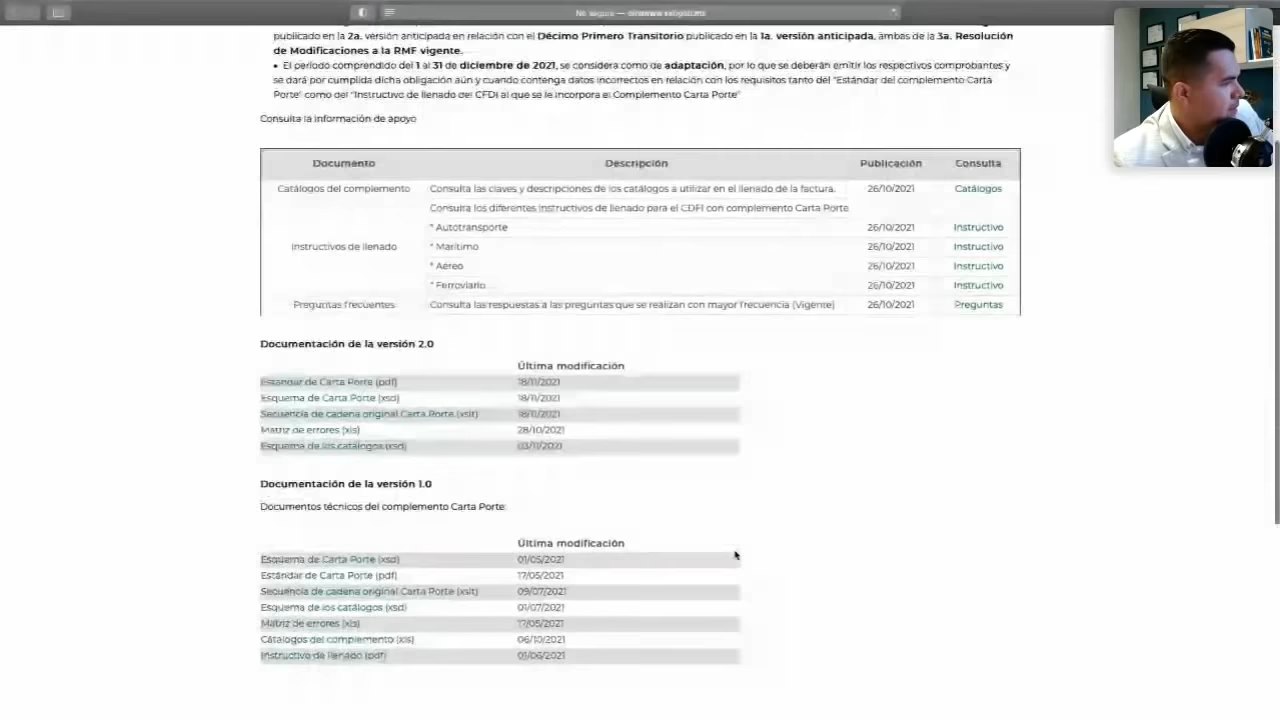 No seguro — omawww.sat.gob.mx
publicado en la 2a. versión anticipada en relación con el Décimo Primero Transitorio publicado en la 1a. versión anticipada, ambas de la 3a. Resolución
de Modificaciones a la RMF vigente.
• El periodo comprendido del 1 al 31 de diciembre de 2021, se considera como de adaptación, por lo que se deberán emitir los respectivos comprobantes y
se dará por cumplida dicha obligación aún y cuando contenga datos incorrectos en relación con los requisitos tanto del "Estándar del complemento Carta
Porte" como del "Instructivo de llenado del CFDI al que se le incorpora el Complemento Carta Porte"
Consulta la información de apoyo
Documento Descripción Publicación Consulta
Catálogos del complemento Consulta las claves y descripciones de los catálogos a utilizar en el llenado de la factura. 26/10/2021 Catálogos
Consulta los diferentes instructivos de llenado para el CDFI con complemento Carta Porte
* Autotransporte 26/10/2021 Instructivo
Instructivos de llenado * Marítimo 26/10/2021 Instructivo
* Aéreo 26/10/2021 Instructivo
* Ferroviario 26/10/2021 Instructivo
Preguntas frecuentes Consulta las respuestas a las preguntas que se realizan con mayor frecuencia (Vigente) 26/10/2021 Preguntas
Documentación de la versión 2.0
Última modificación
Estándar de Carta Porte (pdf) 18/11/2021
Esquema de Carta Porte (xsd) 18/11/2021
Secuencia de cadena original Carta Porte (xslt) 18/11/2021
Matriz de errores (xls) 28/10/2021
Esquema de los catálogos (xsd) 03/11/2021
Documentación de la versión 1.0
Documentos técnicos del complemento Carta Porte:
Última modificación
Esquema de Carta Porte (xsd) 01/05/2021
Estándar de Carta Porte (pdf) 17/05/2021
Secuencia de cadena original Carta Porte (xslt) 09/07/2021
Esquema de los catálogos (xsd) 01/07/2021
Matriz de errores (xls) 17/05/2021
Catálogos del complemento (xls) 06/10/2021
Instructivo de llenado (pdf) 01/06/2021